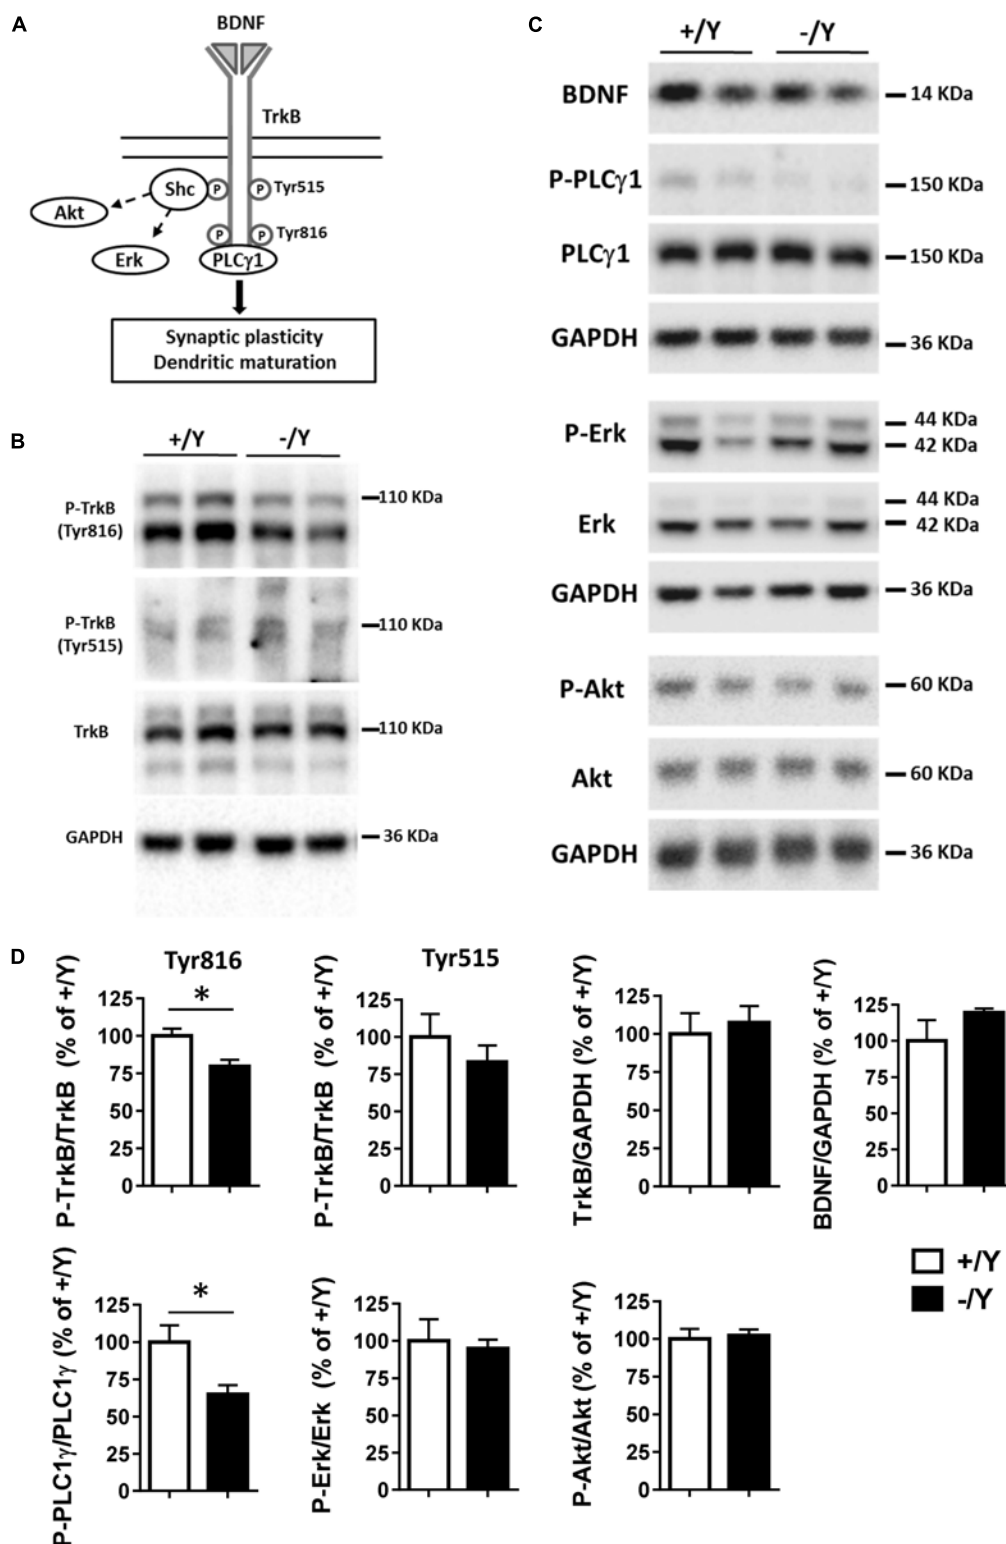 A
BDNF
TrkB
Shc
P
P
Tyr515
Akt
P
P
Tyr816
Erk
PLCγ1
Synaptic plasticity
Dendritic maturation
B
+/Y
-/Y
P-TrkB
(Tyr816)
110 KDa
P-TrkB
(Tyr515)
110 KDa
TrkB
110 KDa
GAPDH
36 KDa
C
+/Y
-/Y
BDNF
14 KDa
P-PLCγ1
150 KDa
PLCγ1
150 KDa
GAPDH
36 KDa
P-Erk
44 KDa
42 KDa
Erk
44 KDa
42 KDa
GAPDH
36 KDa
P-Akt
60 KDa
Akt
60 KDa
GAPDH
36 KDa
D
Tyr816
P-TrkB/TrkB (% of +/Y)
125
100
75
50
25
0
*
Tyr515
P-TrkB/TrkB (% of +/Y)
125
100
75
50
25
0
TrkB/GAPDH (% of +/Y)
125
100
75
50
25
0
BDNF/GAPDH (% of +/Y)
125
100
75
50
25
0
P-PLC1γ/PLC1γ (% of +/Y)
125
100
75
50
25
0
*
P-Erk/Erk (% of +/Y)
125
100
75
50
25
0
P-Akt/Akt (% of +/Y)
125
100
75
50
25
0
+/Y
-/Y